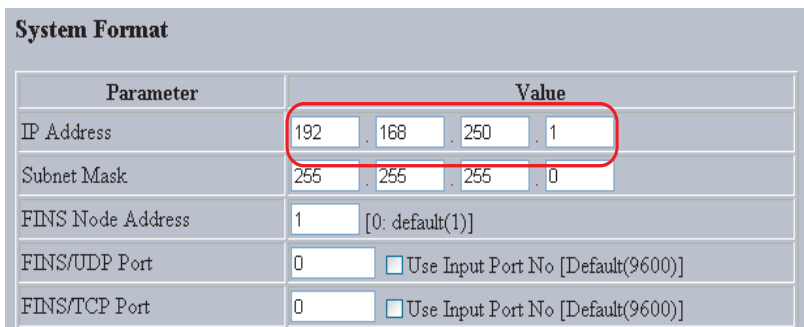 System Format
Parameter Value
IP Address 192 . 168 . 250 . 1
Subnet Mask 255 . 255 . 255 . 0
FINS Node Address 1 [0: default(1)]
FINS/UDP Port 0 Use Input Port No [Default(9600)]
FINS/TCP Port 0 Use Input Port No [Default(9600)]